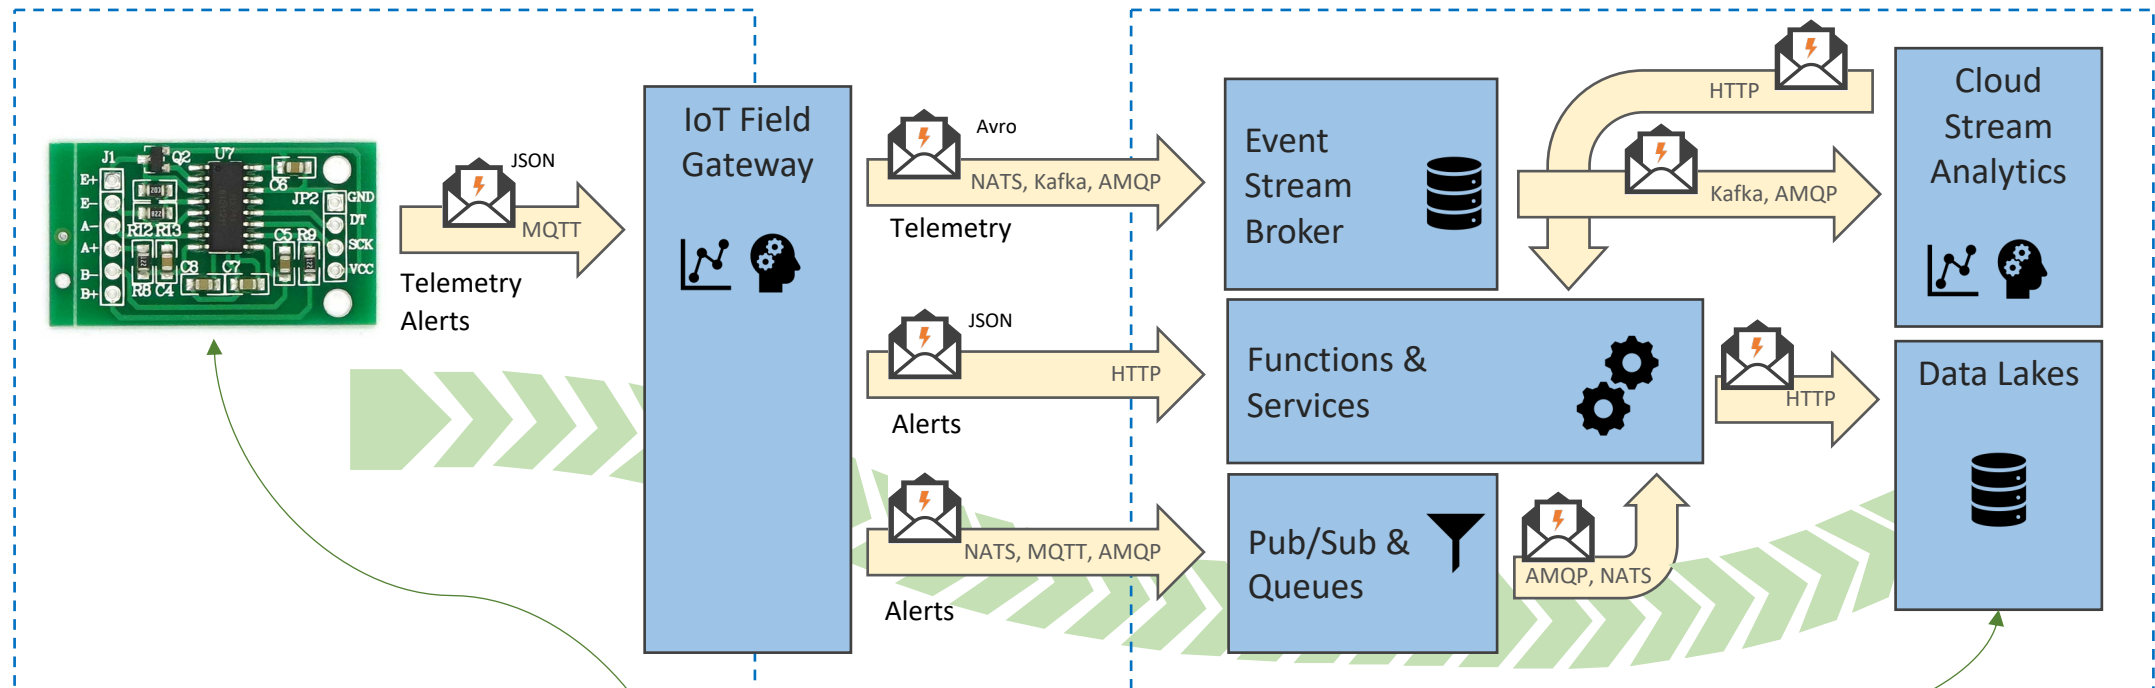 J1
Q2
U7
C6
E+
E-
A-
A+
B-
B+
JP2
GND
DT
SCK
VCC
R12 R13
C5 R9
C8 C7
R8 C4
JSON
MQTT
Telemetry
Alerts
IoT Field
Gateway
Avro
NATS, Kafka, AMQP
Telemetry
JSON
HTTP
Alerts
NATS, MQTT, AMQP
Alerts
Event
Stream
Broker
HTTP
Kafka, AMQP
Cloud
Stream
Analytics
Functions &
Services
HTTP
Data Lakes
Pub/Sub &
Queues
AMQP, NATS